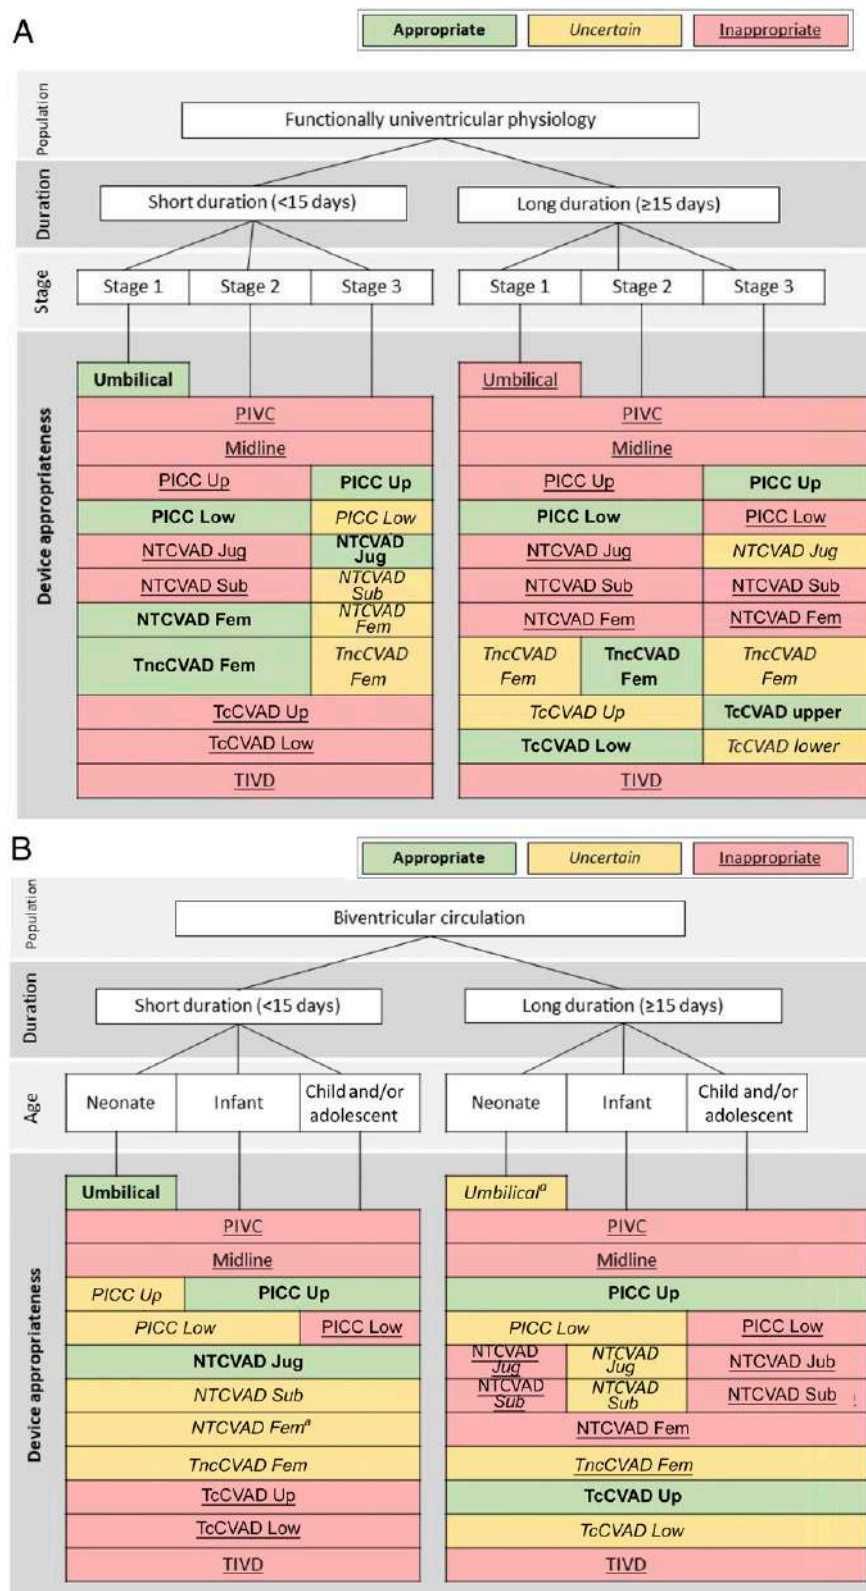 A
Appropriate Uncertain Inappropriate
Population
Functionally univentricular physiology
Duration
Short duration (<15 days) Long duration (≥15 days)
Stage
Stage 1 Stage 2 Stage 3 Stage 1 Stage 2 Stage 3
Device appropriateness
Umbilical Umbilical
PIVC PIVC
Midline Midline
PICC Up PICC Up PICC Up PICC Up
PICC Low PICC Low PICC Low PICC Low
NTCVAD Jug NTCVAD Jug NTCVAD Jug NTCVAD Jug
NTCVAD Sub NTCVAD Sub NTCVAD Sub NTCVAD Sub
NTCVAD Fem NTCVAD Fem NTCVAD Fem NTCVAD Fem
TncCVAD Fem TncCVAD Fem TncCVAD Fem TncCVAD Fem TncCVAD Fem
TcCVAD Up TcCVAD Up TcCVAD upper
TcCVAD Low TcCVAD Low TcCVAD lower
TIVD TIVD
B
Appropriate Uncertain Inappropriate
Population
Biventricular circulation
Duration
Short duration (<15 days) Long duration (≥15 days)
Age
Neonate Infant Child and/or adolescent Neonate Infant Child and/or adolescent
Device appropriateness
Umbilical Umbilicalᵃ
PIVC PIVC
Midline Midline
PICC Up PICC Up PICC Up
PICC Low PICC Low PICC Low PICC Low
NTCVAD Jug NTCVAD Jug NTCVAD Jug NTCVAD Jub
NTCVAD Sub NTCVAD Sub NTCVAD Sub NTCVAD Sub
NTCVAD Femᵃ NTCVAD Fem
TncCVAD Fem TncCVAD Fem
TcCVAD Up TcCVAD Up
TcCVAD Low TcCVAD Low
TIVD TIVD